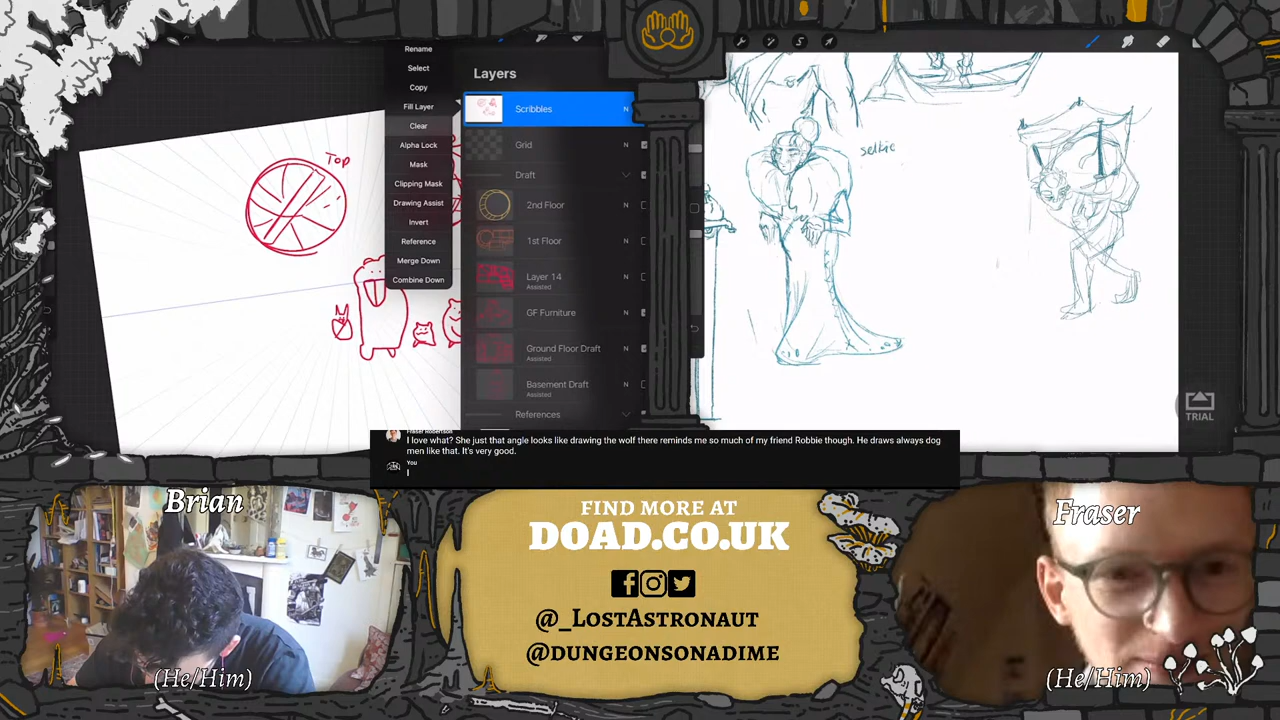 Rename
Select
Copy
Fill Layer
Clear
Alpha Lock
Mask
Clipping Mask
Drawing Assist
Invert
Reference
Merge Down
Combine Down
Layers
Scribbles N
Grid N
Draft
2nd Floor N
1st Floor N
Layer 14 N
Assisted
GF Furniture N
Ground Floor Draft N
Assisted
Basement Draft N
Assisted
References
Top
selkie
TRIAL
Fraser Robertson
I love what? She just that angle looks like drawing the wolf there reminds me so much of my friend Robbie though. He draws always dog
men like that. It's very good.
You
I
Brian
(He/Him)
FIND MORE AT
DOAD.CO.UK
@_LostAstronaut
@dungeonsonadime
Fraser
(He/Him)